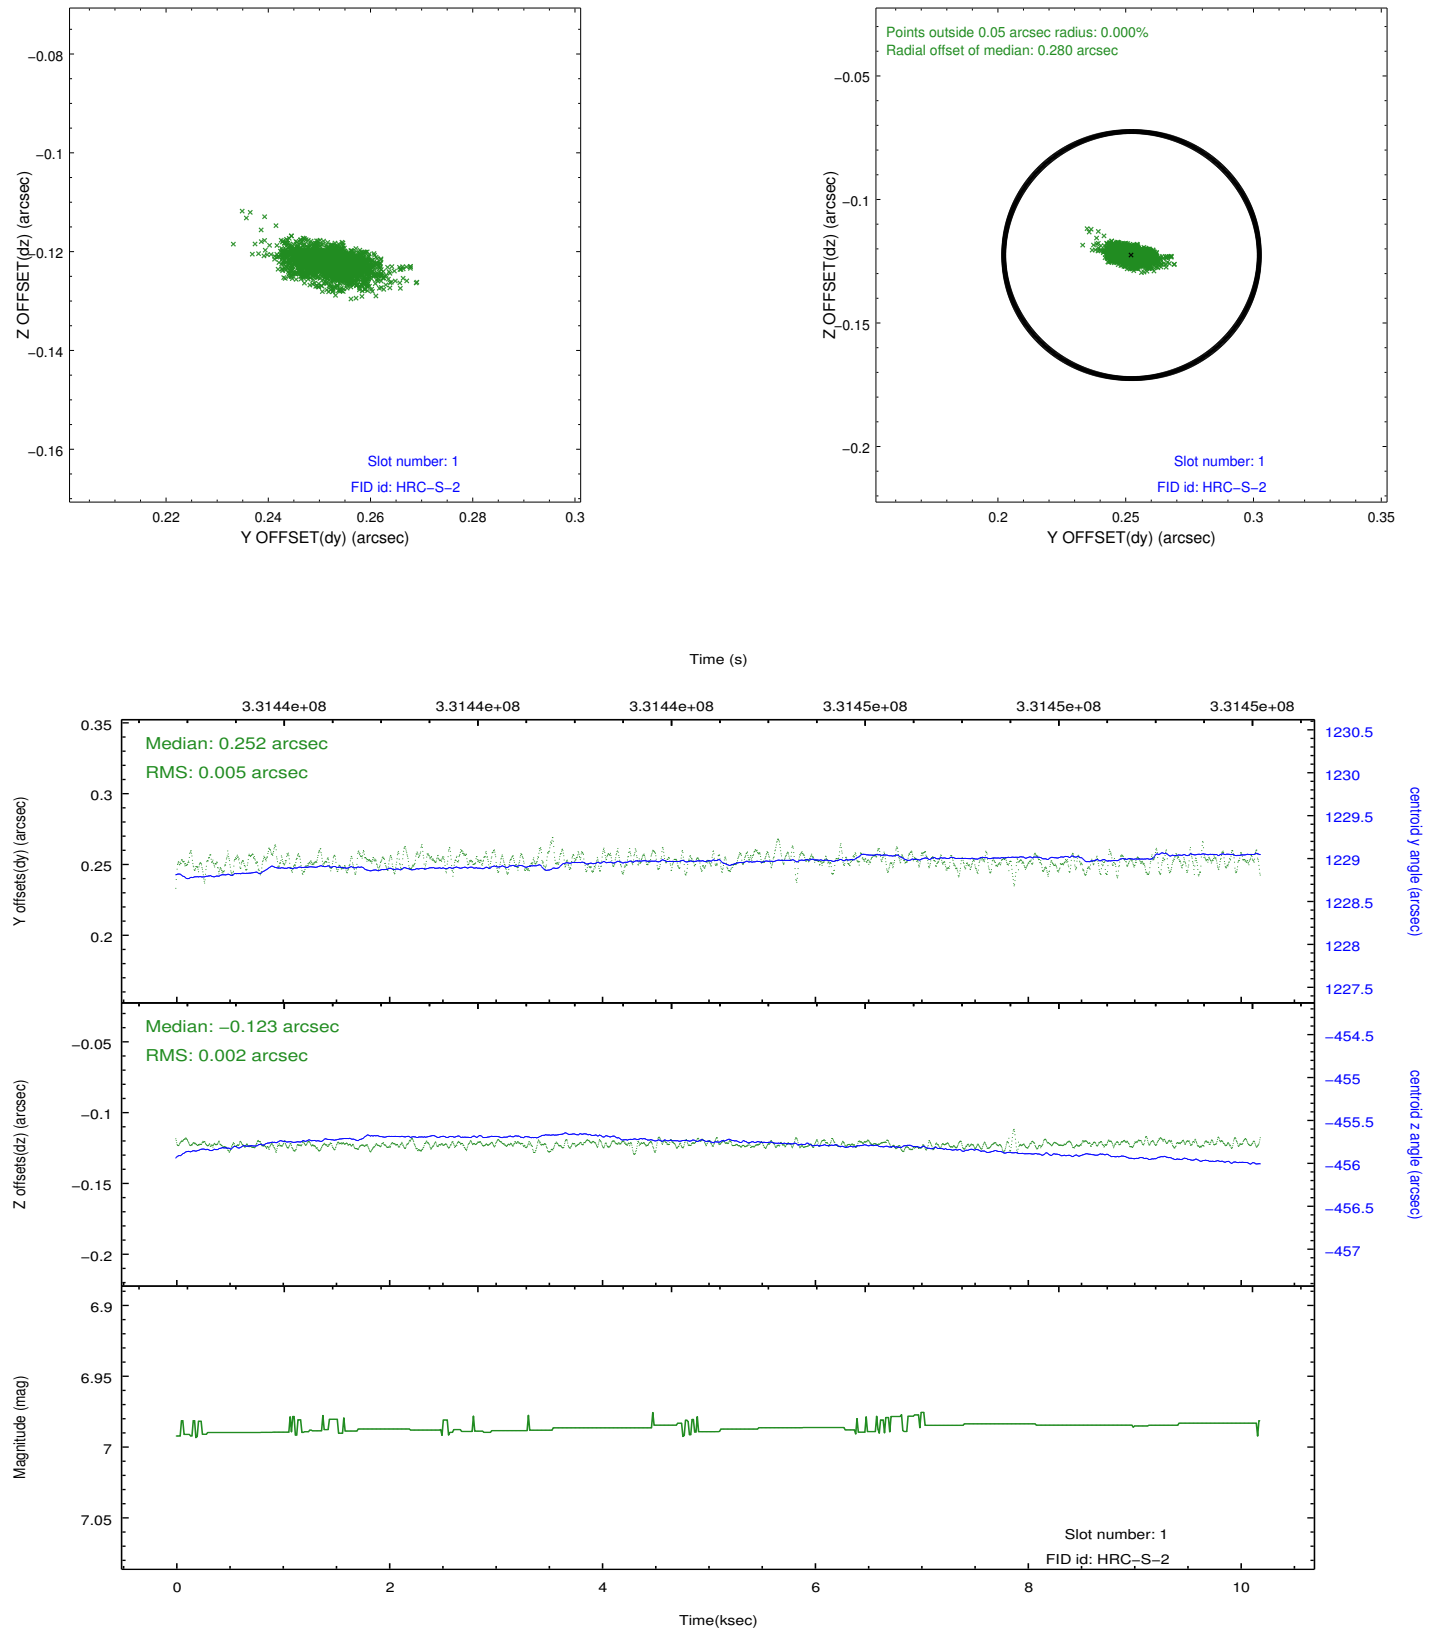 −0.08
−0.1
−0.12
−0.14
−0.16
Z OFFSET(dz) (arcsec)
Slot number: 1
FID id: HRC−S−2
0.22
0.24
0.26
0.28
0.3
Y OFFSET(dy) (arcsec)
Points outside 0.05 arcsec radius: 0.000%
Radial offset of median: 0.280 arcsec
−0.05
−0.1
−0.15
−0.2
Z OFFSET(dz) (arcsec)
Slot number: 1
FID id: HRC−S−2
0.2
0.25
0.3
0.35
Y OFFSET(dy) (arcsec)
Time (s)
3.3144e+08
3.3144e+08
3.3144e+08
3.3145e+08
3.3145e+08
3.3145e+08
Median: 0.252 arcsec
RMS: 0.005 arcsec
0.35
0.3
0.25
0.2
Y offsets(dy) (arcsec)
1230.5
1230
1229.5
1229
1228.5
1228
1227.5
centroid y angle (arcsec)
Median: −0.123 arcsec
RMS: 0.002 arcsec
−0.05
−0.1
−0.15
−0.2
Z offsets(dz) (arcsec)
−454.5
−455
−455.5
−456
−456.5
−457
centroid z angle (arcsec)
6.9
6.95
7
7.05
Magnitude (mag)
Slot number: 1
FID id: HRC−S−2
0
2
4
6
8
10
Time(ksec)